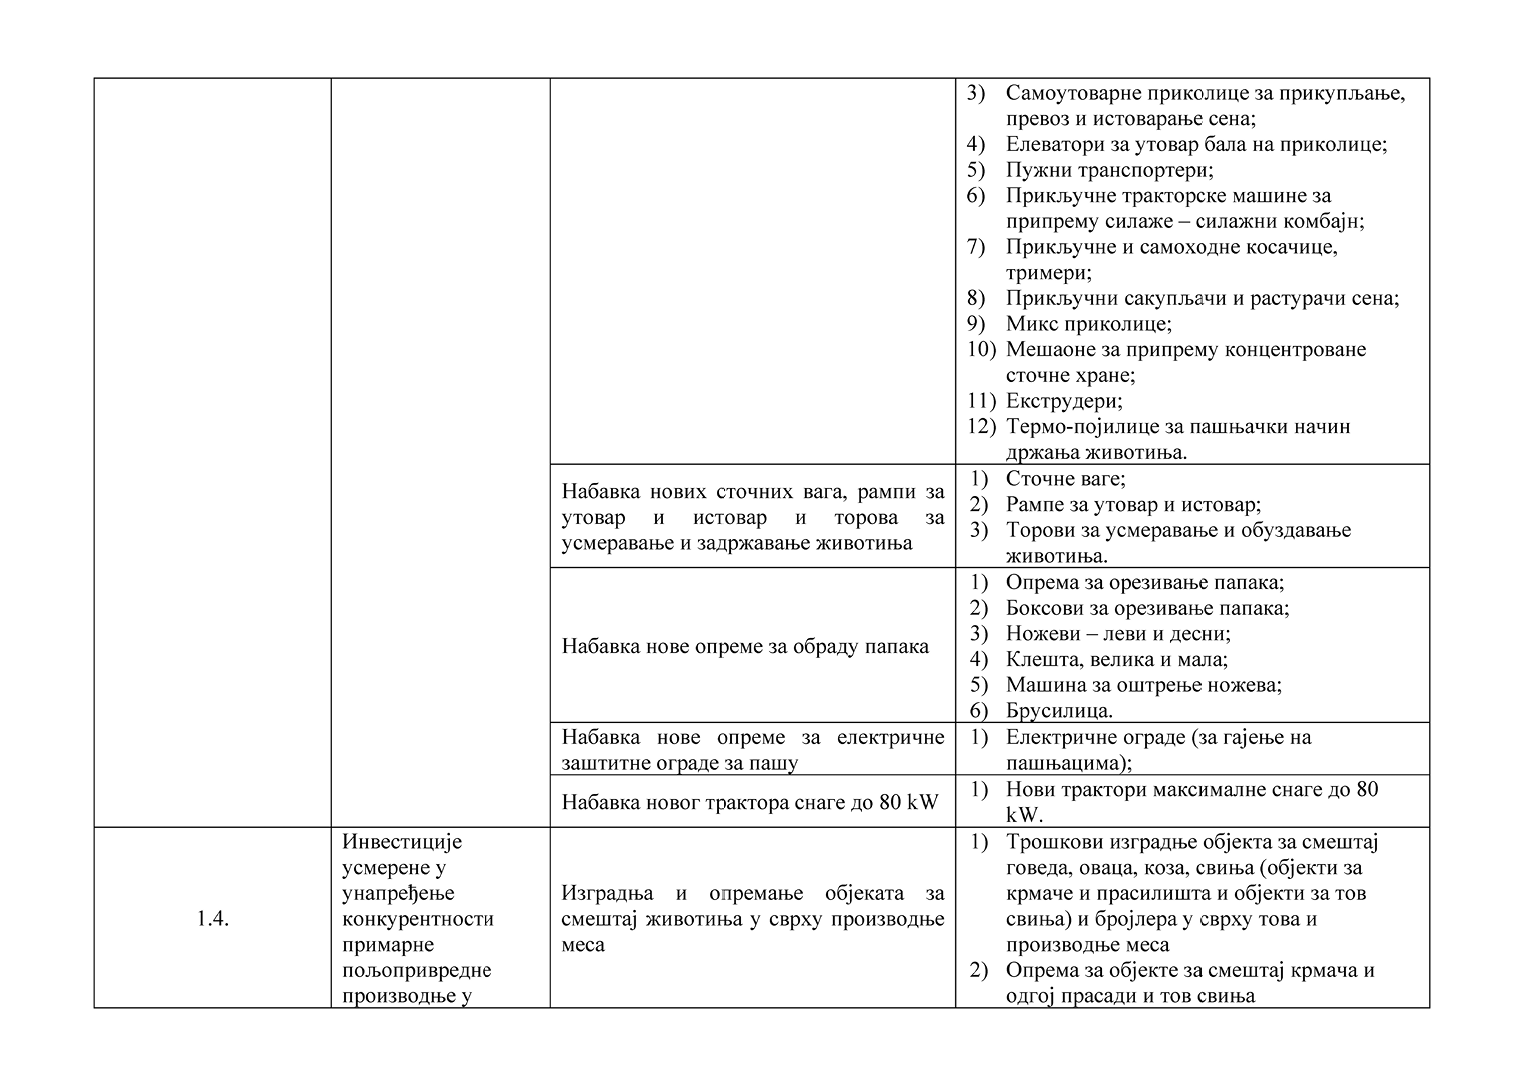 3) Самоутоварне приколице за прикупљање,
превоз и истоварање сена;
4) Елеватори за утовар бала на приколице;
5) Пужни транспортери;
6) Прикључне тракторске машине за
припрему силаже – силажни комбајн;
7) Прикључне и самоходне косачице,
тримери;
8) Прикључни сакупљачи и растурачи сена;
9) Микс приколице;
10) Мешаоне за припрему концентроване
сточне хране;
11) Екструдери;
12) Термо-појилице за пашњачки начин
држања животиња.
Набавка нових сточних вага, рампи за
утовар и истовар и торова за
усмеравање и задржавање животиња
1) Сточне ваге;
2) Рампе за утовар и истовар;
3) Торови за усмеравање и обуздавање
животиња.
Набавка нове опреме за обраду папака
1) Опрема за орезивање папака;
2) Боксови за орезивање папака;
3) Ножеви – леви и десни;
4) Клешта, велика и мала;
5) Машина за оштрење ножева;
6) Брусилица.
Набавка нове опреме за електричне
заштитне ограде за пашу
1) Електричне ограде (за гајење на
пашњацима);
Набавка новог трактора снаге до 80 kW
1) Нови трактори максималне снаге до 80
kW.
1.4.
Инвестиције
усмерене у
унапређење
конкурентности
примарне
пољопривредне
производње у
Изградња и опремање објеката за
смештај животиња у сврху производње
меса
1) Трошкови изградње објекта за смештај
говеда, оваца, коза, свиња (објекти за
крмаче и прасилишта и објекти за тов
свиња) и бројлера у сврху това и
производње меса
2) Опрема за објекте за смештај крмача и
одгој прасади и тов свиња